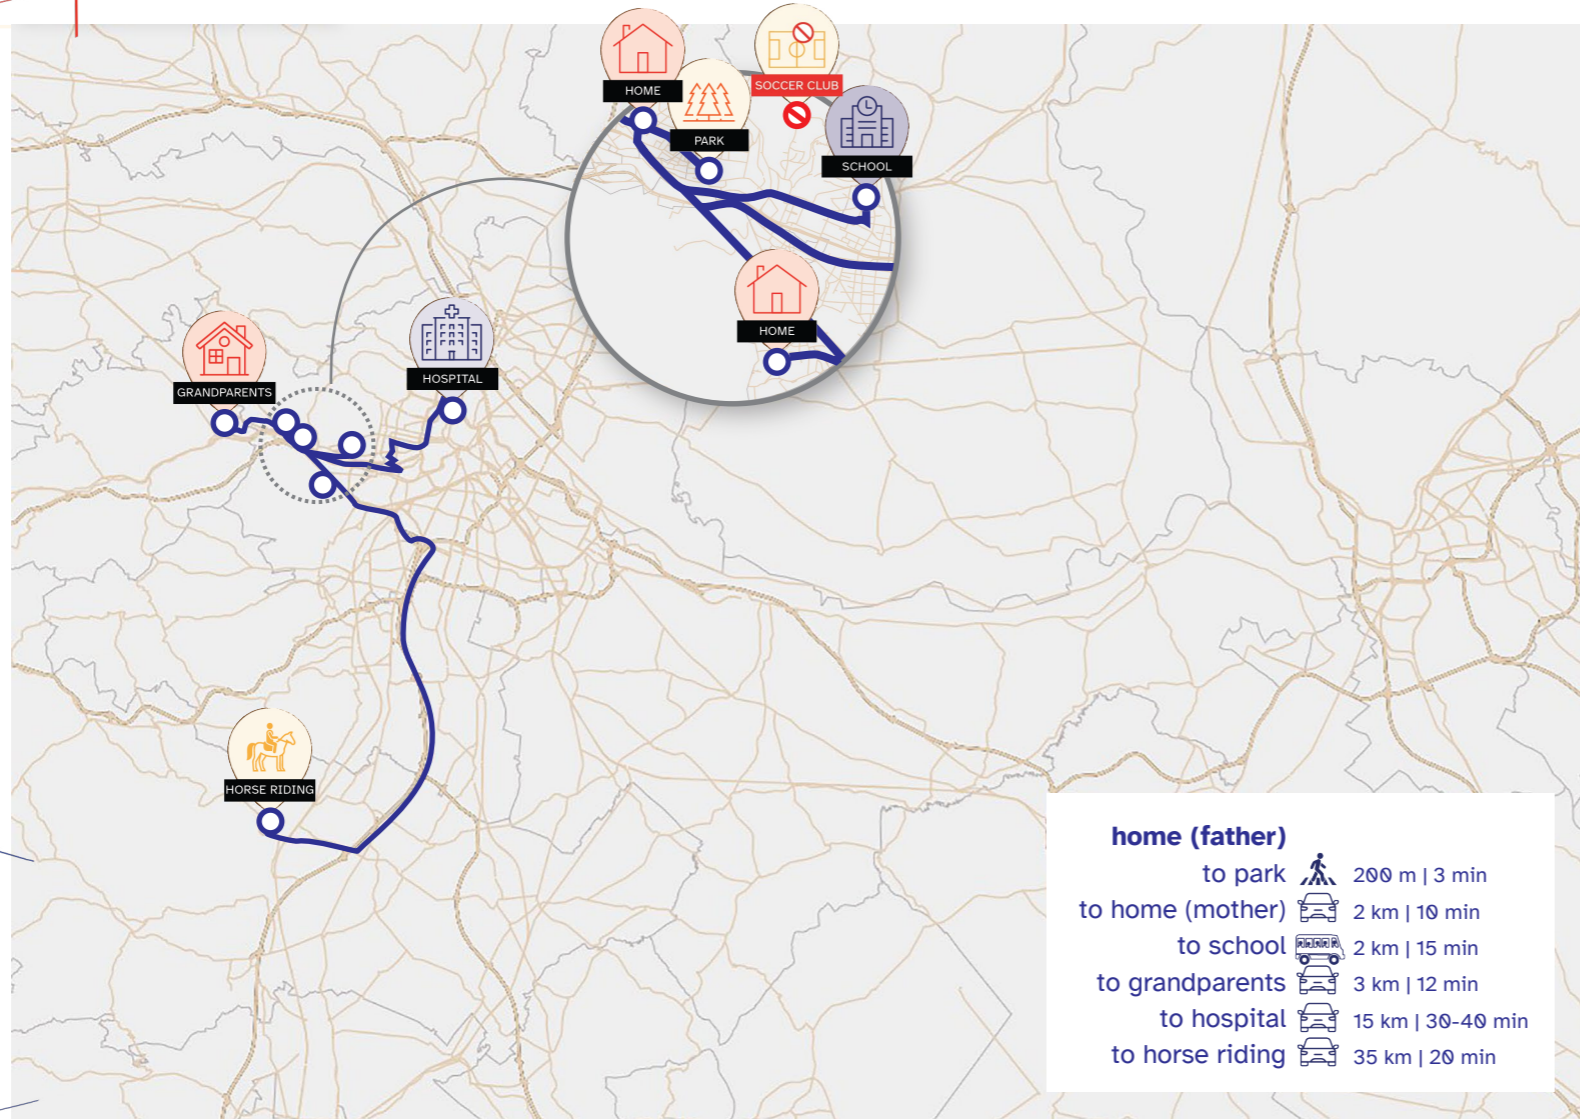 HOME
SOCCER CLUB
PARK
SCHOOL
HOME
HOSPITAL
GRANDPARENTS
HORSE RIDING
home (father)
to park 200 m | 3 min
to home (mother) 2 km | 10 min
to school 2 km | 15 min
to grandparents 3 km | 12 min
to hospital 15 km | 30-40 min
to horse riding 35 km | 20 min